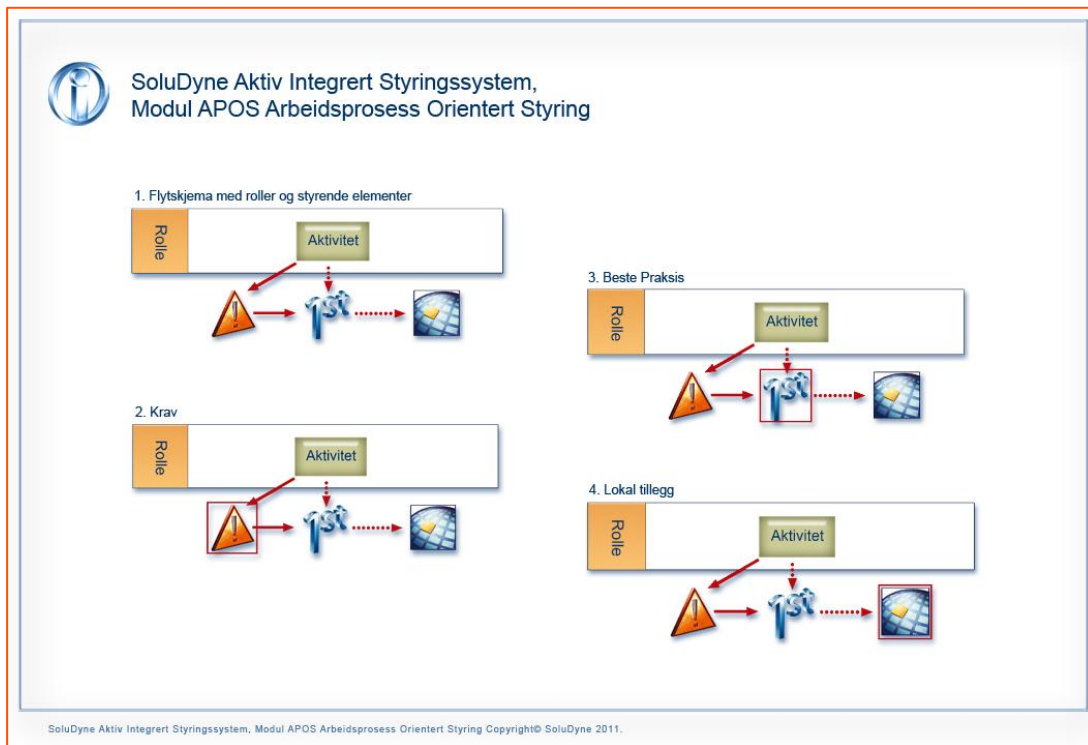 SoluDyne Aktiv Integrert Styringssystem,
Modul APOS Arbeidsprosess Orientert Styring
1. Flytskjema med roller og styrende elementer
Rolle
Aktivitet
1st
2. Krav
Rolle
Aktivitet
1st
3. Beste Praksis
Rolle
Aktivitet
1st
4. Lokal tillegg
Rolle
Aktivitet
1st
SoluDyne Aktiv Integrert Styringssystem, Modul APOS Arbeidsprosess Orientert Styring Copyright© SoluDyne 2011.